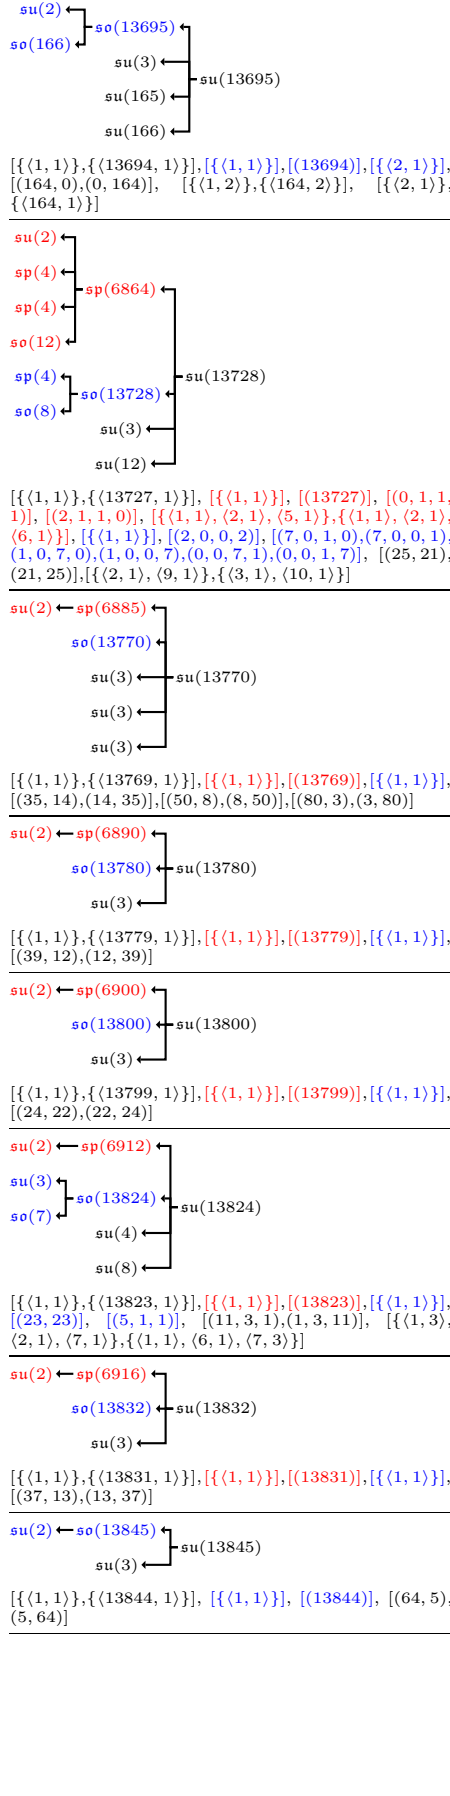 𝔰𝔲(2)
𝔰𝔬(13695)
𝔰𝔬(166)
𝔰𝔲(3)
𝔰𝔲(13695)
𝔰𝔲(165)
𝔰𝔲(166)
[{⟨1, 1⟩},{⟨13694, 1⟩}],[{⟨1, 1⟩}],[(13694)],[{⟨2, 1⟩}],
[(164, 0),(0, 164)], [{⟨1, 2⟩},{⟨164, 2⟩}], [{⟨2, 1⟩},
{⟨164, 1⟩}]
𝔰𝔲(2)
𝔰𝔭(4)
𝔰𝔭(6864)
𝔰𝔭(4)
𝔰𝔬(12)
𝔰𝔭(4)
𝔰𝔲(13728)
𝔰𝔬(13728)
𝔰𝔬(8)
𝔰𝔲(3)
𝔰𝔲(12)
[{⟨1, 1⟩},{⟨13727, 1⟩}], [{⟨1, 1⟩}], [(13727)], [(0, 1, 1,
1)], [(2, 1, 1, 0)], [{⟨1, 1⟩, ⟨2, 1⟩, ⟨5, 1⟩},{⟨1, 1⟩, ⟨2, 1⟩,
⟨6, 1⟩}], [{⟨1, 1⟩}], [(2, 0, 0, 2)], [(7, 0, 1, 0),(7, 0, 0, 1),
(1, 0, 7, 0),(1, 0, 0, 7),(0, 0, 7, 1),(0, 0, 1, 7)], [(25, 21),
(21, 25)],[{⟨2, 1⟩, ⟨9, 1⟩},{⟨3, 1⟩, ⟨10, 1⟩}]
𝔰𝔲(2)
𝔰𝔭(6885)
𝔰𝔬(13770)
𝔰𝔲(3)
𝔰𝔲(13770)
𝔰𝔲(3)
𝔰𝔲(3)
[{⟨1, 1⟩},{⟨13769, 1⟩}],[{⟨1, 1⟩}],[(13769)],[{⟨1, 1⟩}],
[(35, 14),(14, 35)],[(50, 8),(8, 50)],[(80, 3),(3, 80)]
𝔰𝔲(2)
𝔰𝔭(6890)
𝔰𝔬(13780)
𝔰𝔲(13780)
𝔰𝔲(3)
[{⟨1, 1⟩},{⟨13779, 1⟩}],[{⟨1, 1⟩}],[(13779)],[{⟨1, 1⟩}],
[(39, 12),(12, 39)]
𝔰𝔲(2)
𝔰𝔭(6900)
𝔰𝔬(13800)
𝔰𝔲(13800)
𝔰𝔲(3)
[{⟨1, 1⟩},{⟨13799, 1⟩}],[{⟨1, 1⟩}],[(13799)],[{⟨1, 1⟩}],
[(24, 22),(22, 24)]
𝔰𝔲(2)
𝔰𝔭(6912)
𝔰𝔲(3)
𝔰𝔬(13824)
𝔰𝔲(13824)
𝔰𝔬(7)
𝔰𝔲(4)
𝔰𝔲(8)
[{⟨1, 1⟩},{⟨13823, 1⟩}],[{⟨1, 1⟩}],[(13823)],[{⟨1, 1⟩}],
[(23, 23)], [(5, 1, 1)], [(11, 3, 1),(1, 3, 11)], [{⟨1, 3⟩,
⟨2, 1⟩, ⟨7, 1⟩},{⟨1, 1⟩, ⟨6, 1⟩, ⟨7, 3⟩}]
𝔰𝔲(2)
𝔰𝔭(6916)
𝔰𝔬(13832)
𝔰𝔲(13832)
𝔰𝔲(3)
[{⟨1, 1⟩},{⟨13831, 1⟩}],[{⟨1, 1⟩}],[(13831)],[{⟨1, 1⟩}],
[(37, 13),(13, 37)]
𝔰𝔲(2)
𝔰𝔬(13845)
𝔰𝔲(13845)
𝔰𝔲(3)
[{⟨1, 1⟩},{⟨13844, 1⟩}], [{⟨1, 1⟩}], [(13844)], [(64, 5),
(5, 64)]